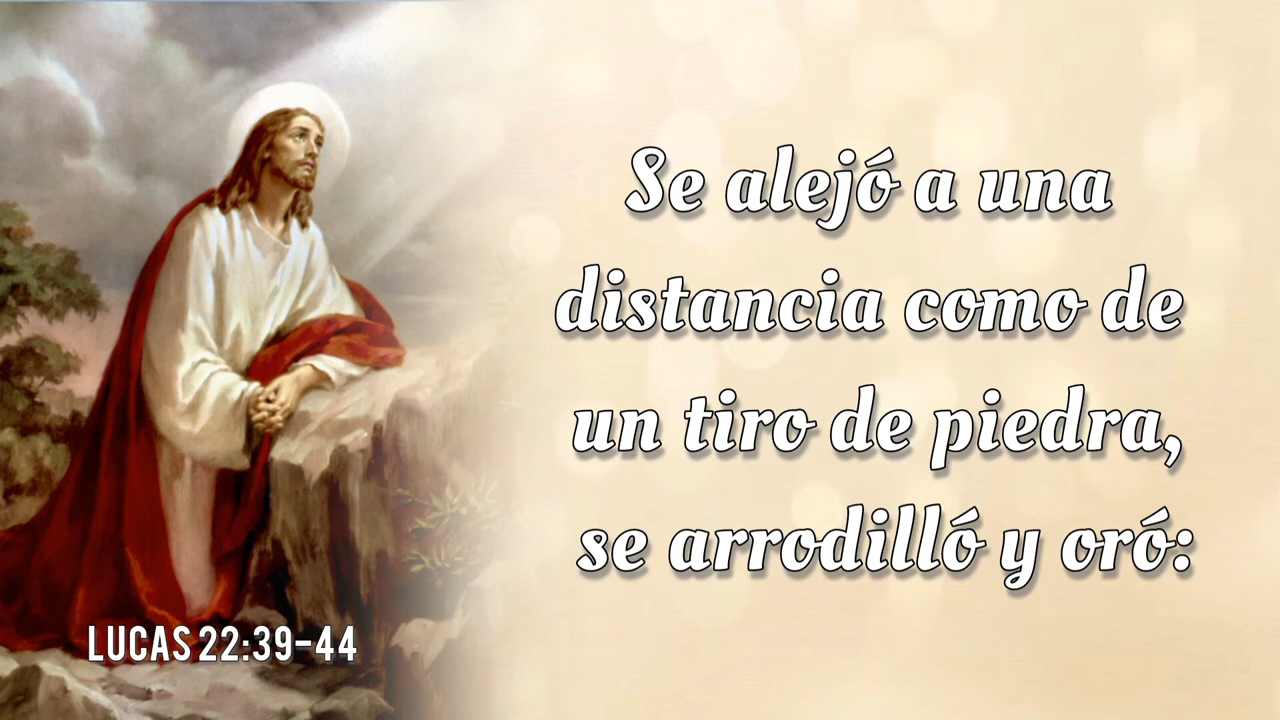 Se alejó a una
distancia como de
un tiro de piedra,
se arrodilló y oró:
LUCAS 22:39-44